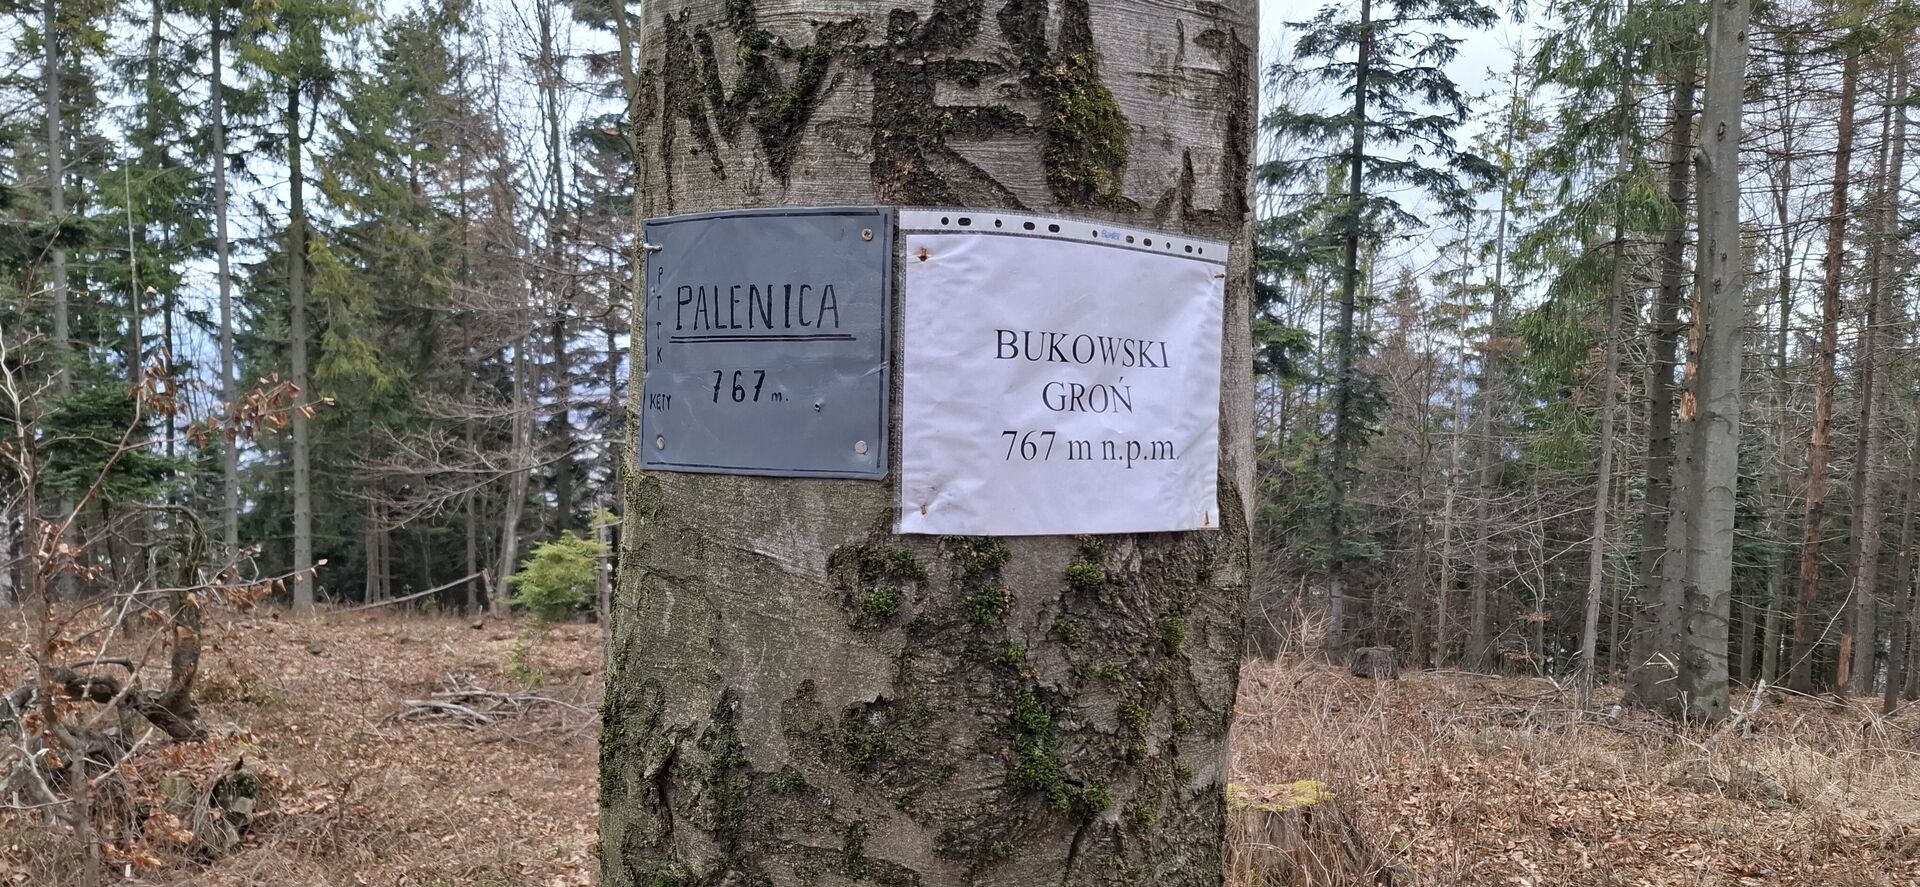 PTTK
KĘTY
PALENICA
767 m.
BUKOWSKI
GROŃ
767 m n.p.m.